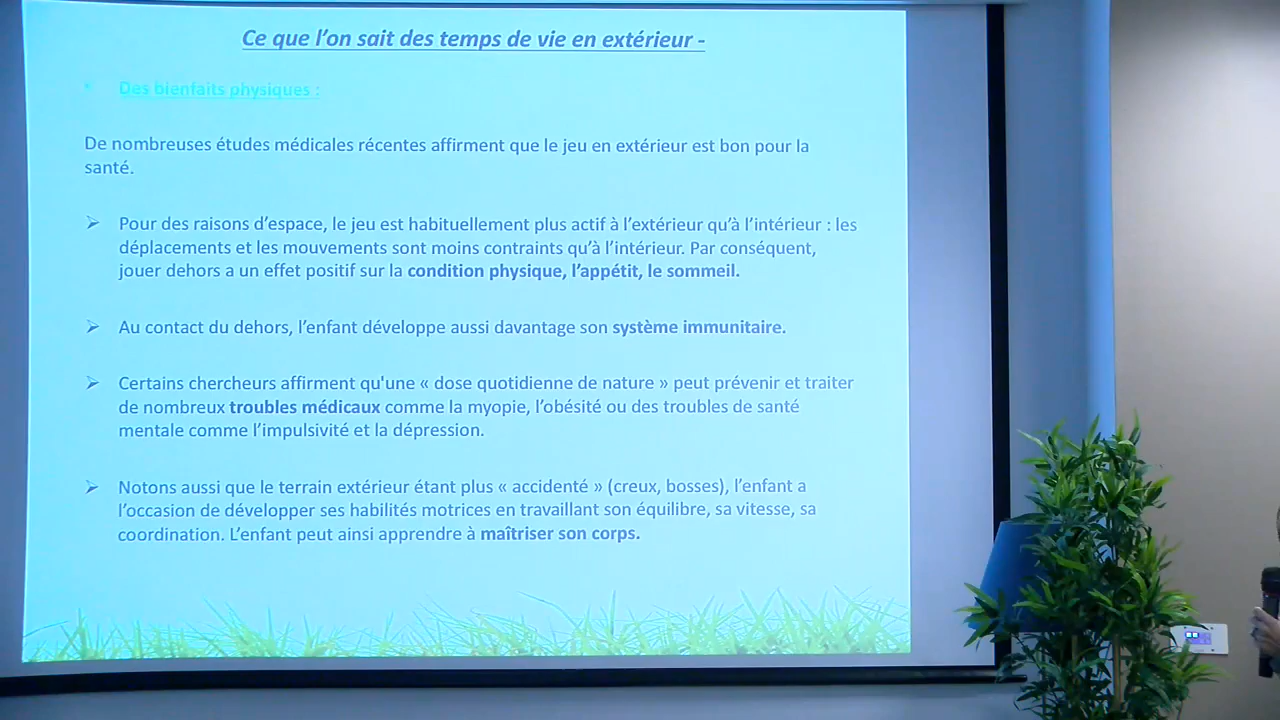 Ce que l'on sait des temps de vie en extérieur -
• Des bienfaits physiques :
De nombreuses études médicales récentes affirment que le jeu en extérieur est bon pour la
santé.
➢ Pour des raisons d'espace, le jeu est habituellement plus actif à l'extérieur qu'à l'intérieur : les
déplacements et les mouvements sont moins contraints qu'à l'intérieur. Par conséquent,
jouer dehors a un effet positif sur la condition physique, l'appétit, le sommeil.
➢ Au contact du dehors, l'enfant développe aussi davantage son système immunitaire.
➢ Certains chercheurs affirment qu'une « dose quotidienne de nature » peut prévenir et traiter
de nombreux troubles médicaux comme la myopie, l'obésité ou des troubles de santé
mentale comme l'impulsivité et la dépression.
➢ Notons aussi que le terrain extérieur étant plus « accidenté » (creux, bosses), l'enfant a
l'occasion de développer ses habilités motrices en travaillant son équilibre, sa vitesse, sa
coordination. L'enfant peut ainsi apprendre à maîtriser son corps.